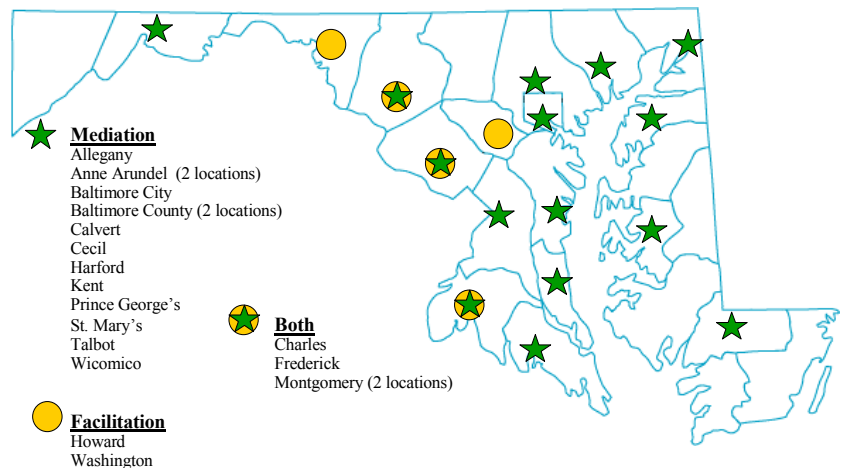 Mediation
Allegany
Anne Arundel (2 locations)
Baltimore City
Baltimore County (2 locations)
Calvert
Cecil
Harford
Kent
Prince George’s
St. Mary’s
Talbot
Wicomico
Both
Charles
Frederick
Montgomery (2 locations)
Facilitation
Howard
Washington